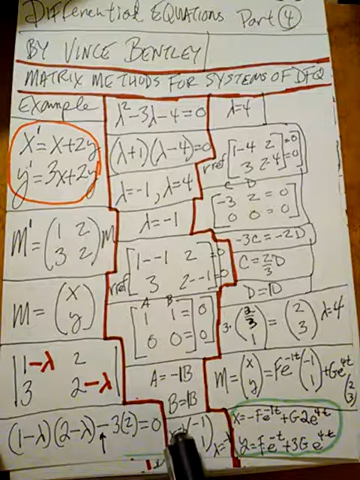 Differential EQUATIONS Part ④
BY VINCE BENTLEY
MATRIX METHODS FOR SYSTEMS OF DFQ
Example
x' = x + 2y
y' = 3x + 2y
M' = (1 2
3 2) M
M = (x
y)
|1-λ 2
3 2-λ|
(1-λ)(2-λ) - 3(2) = 0
λ² - 3λ - 4 = 0
(λ+1)(λ-4) = 0
λ = -1, λ = 4
λ = -1
rref [1--1 2 = 0
3 2--1 = 0]
A B
[1 1 = 0
0 0 = 0]
A = -1B
B = 1B
λ = 4
rref [1-4 2 = 0
3 2-4 = 0]
C D
[-3 2 = 0
0 0 = 0]
-3C = -2D
C = 2/3 D
D = 1D
3·(2/3
1) = (2
3) λ=4
M = (x
y) = Fe^-1t (-1
1) + Ge^4t (2
3)
x = -Fe^-1t + G2e^4t
y = Fe^-1t + 3Ge^4t